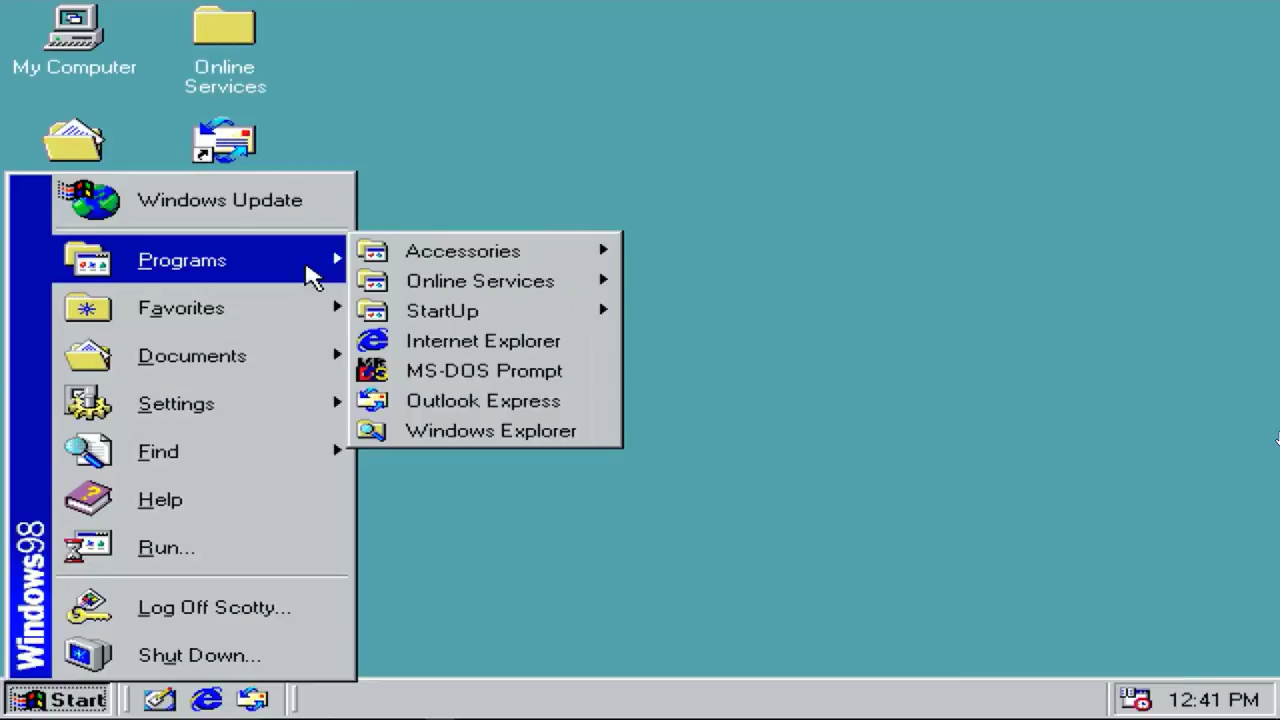 My Computer
Online
Services
Windows Update
Programs
Favorites
Documents
Settings
Find
Help
Run...
Log Off Scotty...
Shut Down...
Windows98
Accessories
Online Services
StartUp
Internet Explorer
MS-DOS Prompt
Outlook Express
Windows Explorer
Start
12:41 PM